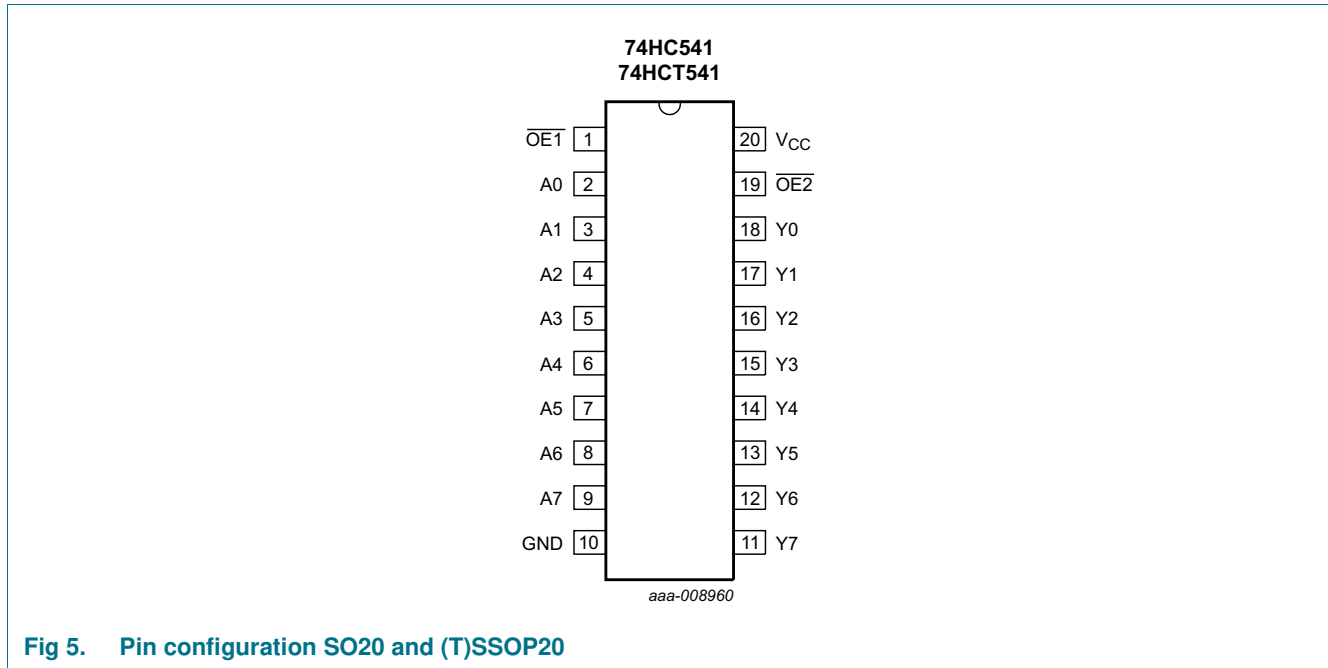 74HC541
74HCT541
OE1 1 20 VCC
A0 2 19 OE2
A1 3 18 Y0
A2 4 17 Y1
A3 5 16 Y2
A4 6 15 Y3
A5 7 14 Y4
A6 8 13 Y5
A7 9 12 Y6
GND 10 11 Y7
aaa-008960
Fig 5. Pin configuration SO20 and (T)SSOP20